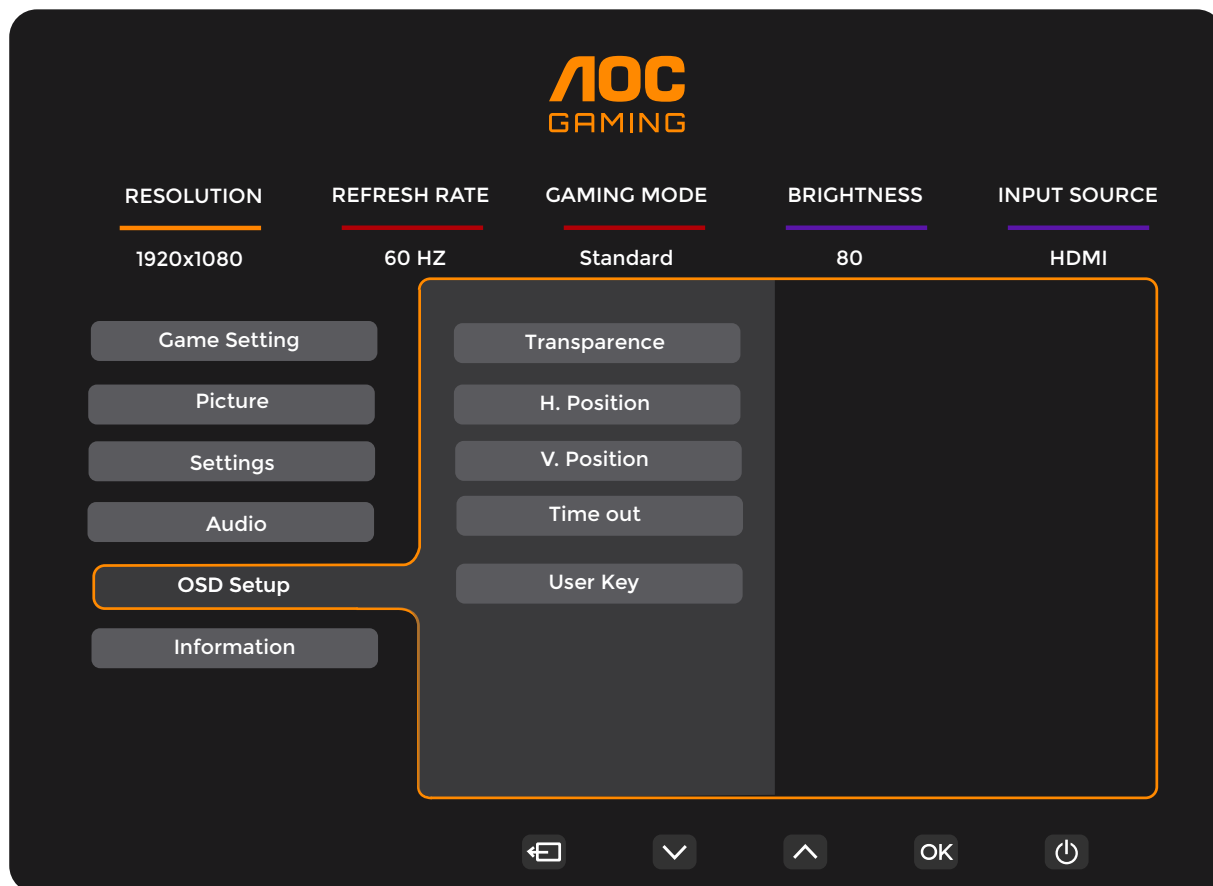 AOC
GAMING
RESOLUTION REFRESH RATE GAMING MODE BRIGHTNESS INPUT SOURCE
1920x1080 60 HZ Standard 80 HDMI
Game Setting Transparence
Picture H. Position
Settings V. Position
Audio Time out
OSD Setup User Key
Information
OK